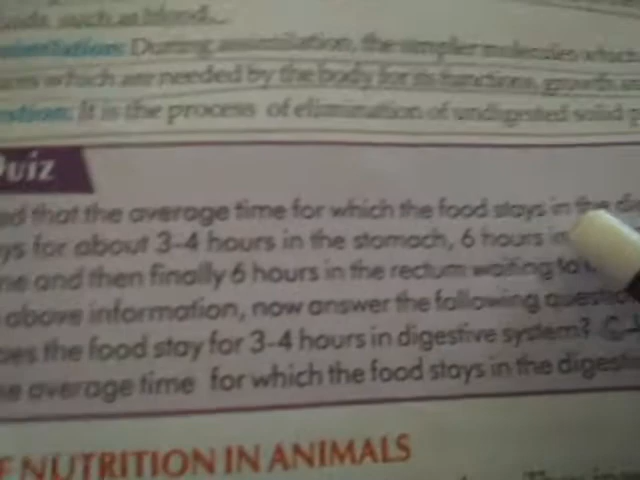 During assimilation, the simpler molecules which
which are needed by the body for its functions, growth
It is the process of elimination of undigested solid
Quiz
that the average time for which the food stays in the
for about 3-4 hours in the stomach, 6 hours in
and then finally 6 hours in the rectum waiting to
above information, now answer the following
the food stay for 3-4 hours in digestive system?
average time for which the food stays in the
NUTRITION IN ANIMALS